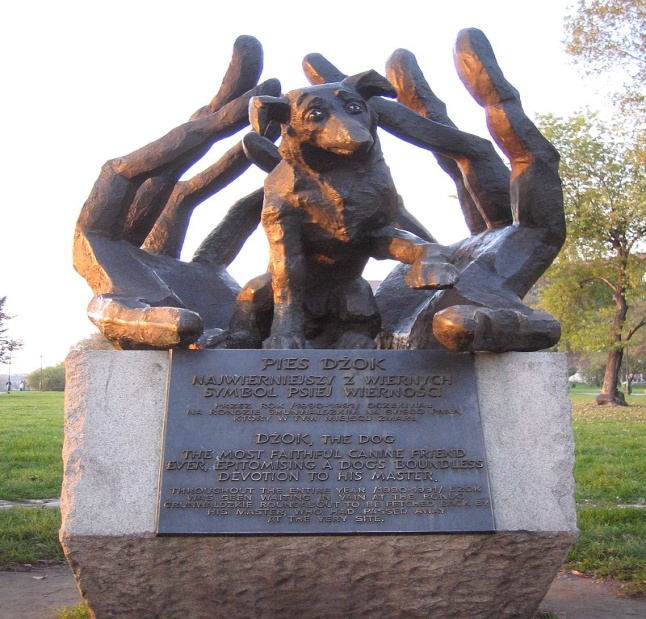 PIES DŻOK
NAJWIERNIEJSZY Z WIERNYCH
SYMBOL PSIEJ WIERNOŚCI
PRZEZ ROK /1990-1991/ OCZEKIWAŁ
NA RONDZIE GRUNWALDZKIM NA SWEGO PANA,
KTÓRY W TYM MIEJSCU ZMARŁ
DŻOK, THE DOG
THE MOST FAITHFUL CANINE FRIEND
EVER, EPITOMISING A DOG'S BOUNDLESS
DEVOTION TO HIS MASTER.
THROUGHOUT THE ENTIRE YEAR /1990-1991/ DŻOK
WAS SEEN WAITING IN VAIN AT THE RONDO
GRUNWALDZKIE ROUNDABOUT TO BE FETCHED BACK BY
HIS MASTER, WHO HAD PASSED AWAY
AT THE VERY SITE.